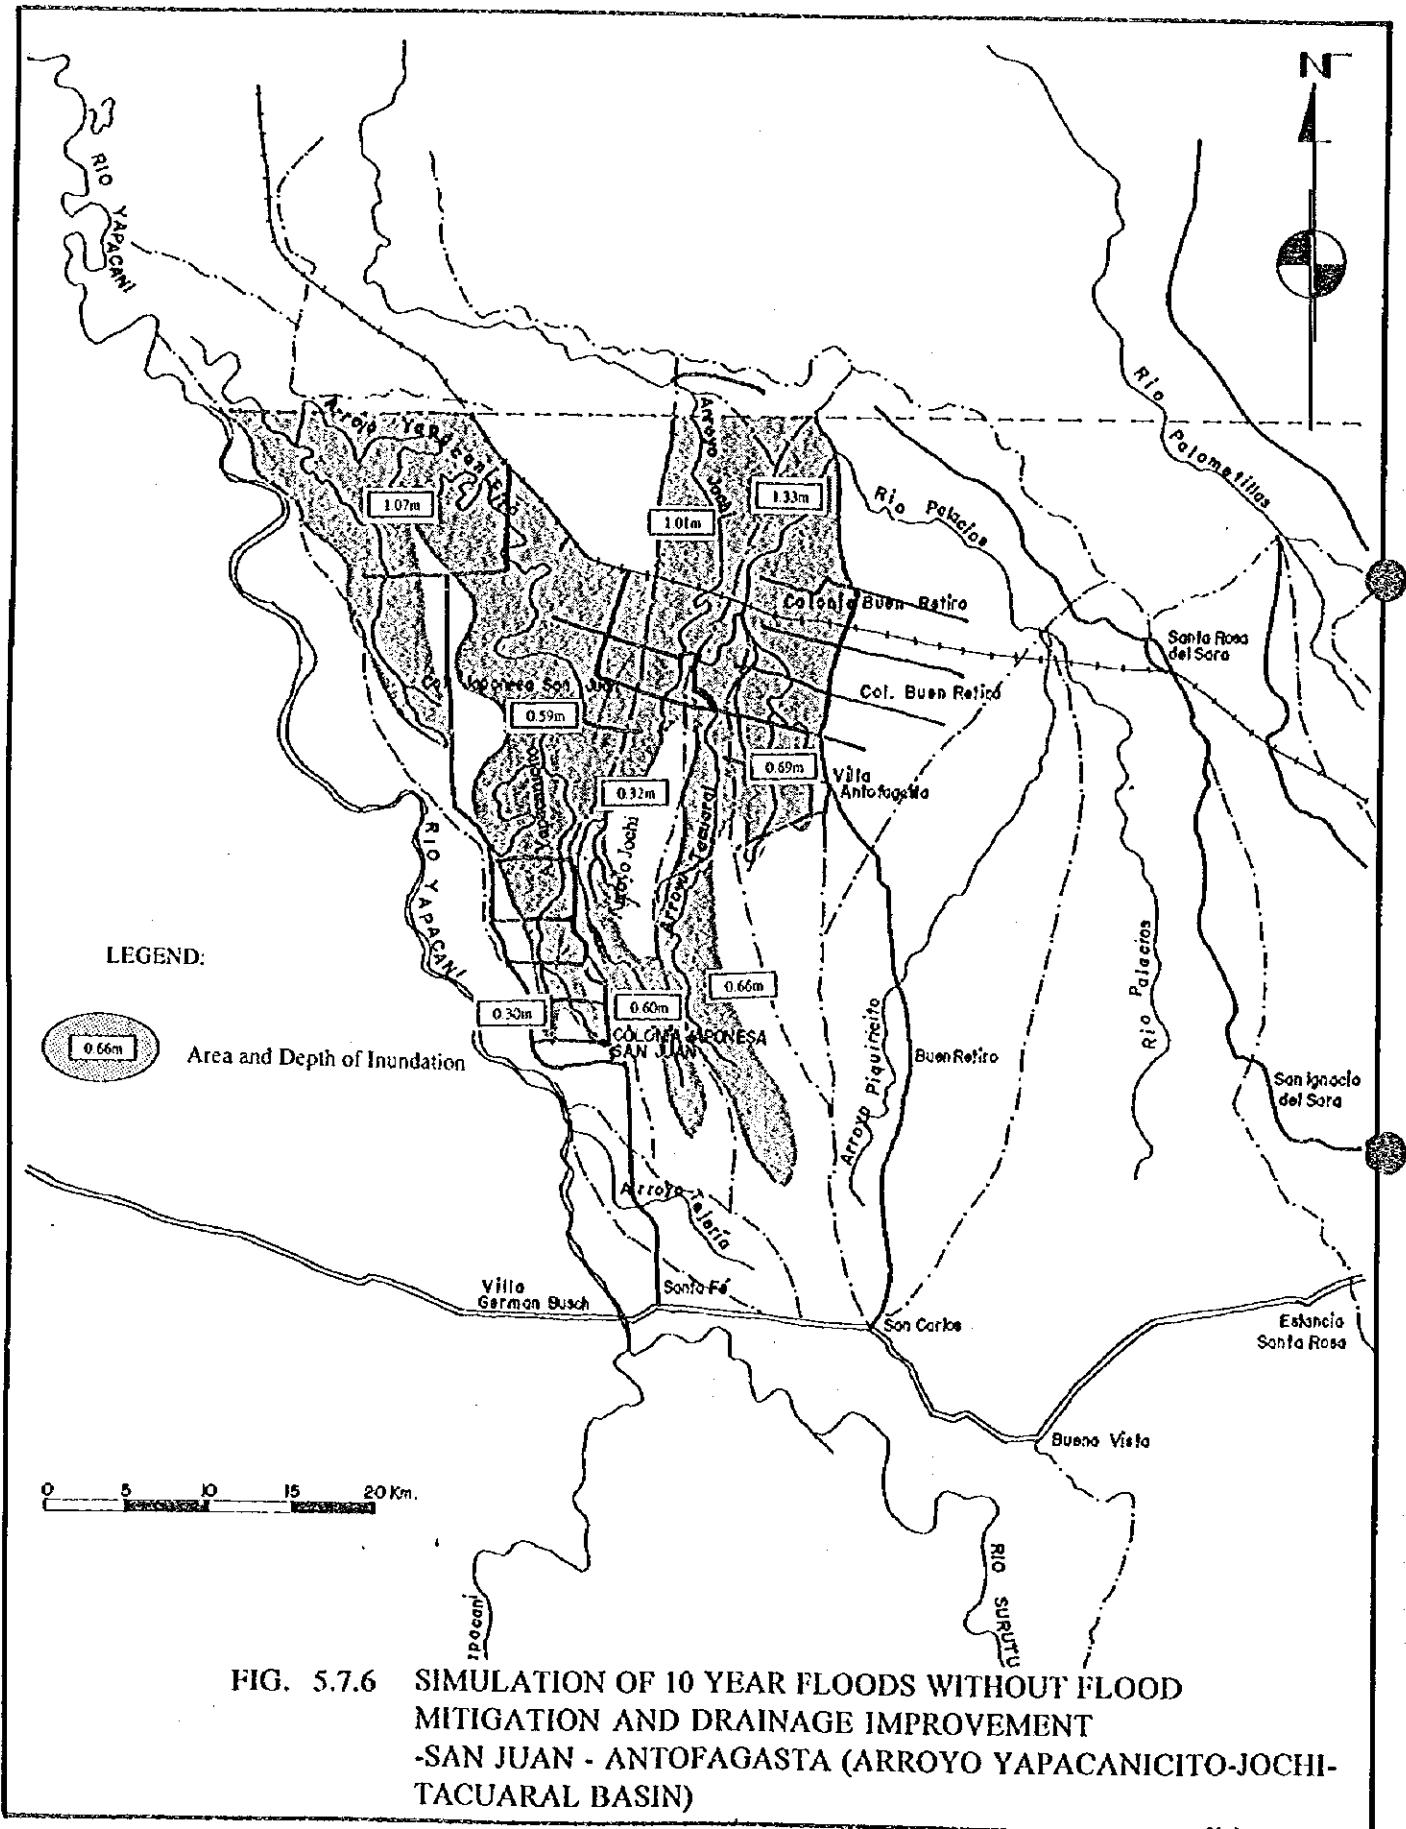 N
RIO YAPACANI
Arroyo Yapacanicito
Arroyo Jochi
Rio Palometillas
1.07m
1.33m
1.01m
Rio Palacios
Colonia Buen Retiro
Santa Rosa
del Sara
Japonesa San Juan
Col. Buen Retiro
0.59m
0.69m
0.32m
Villa
Antofagasta
Arroyo Jochi
Arroyo Tacuaral
RIO YAPACANI
LEGEND:
0.66m
Area and Depth of Inundation
0.66m
0.30m
0.60m
COLONIA JAPONESA
SAN JUAN
Rio Palacios
Arroyo Piquiricito
Buen Retiro
San Ignacio
del Sara
Arroyo Tejeria
Villa
German Busch
Santa Fé
San Carlos
Estancia
Santa Rosa
Buena Vista
0 5 10 15 20 Km.
RIO SURUTU
apacani
FIG. 5.7.6 SIMULATION OF 10 YEAR FLOODS WITHOUT FLOOD
MITIGATION AND DRAINAGE IMPROVEMENT
-SAN JUAN - ANTOFAGASTA (ARROYO YAPACANICITO-JOCHI-
TACUARAL BASIN)